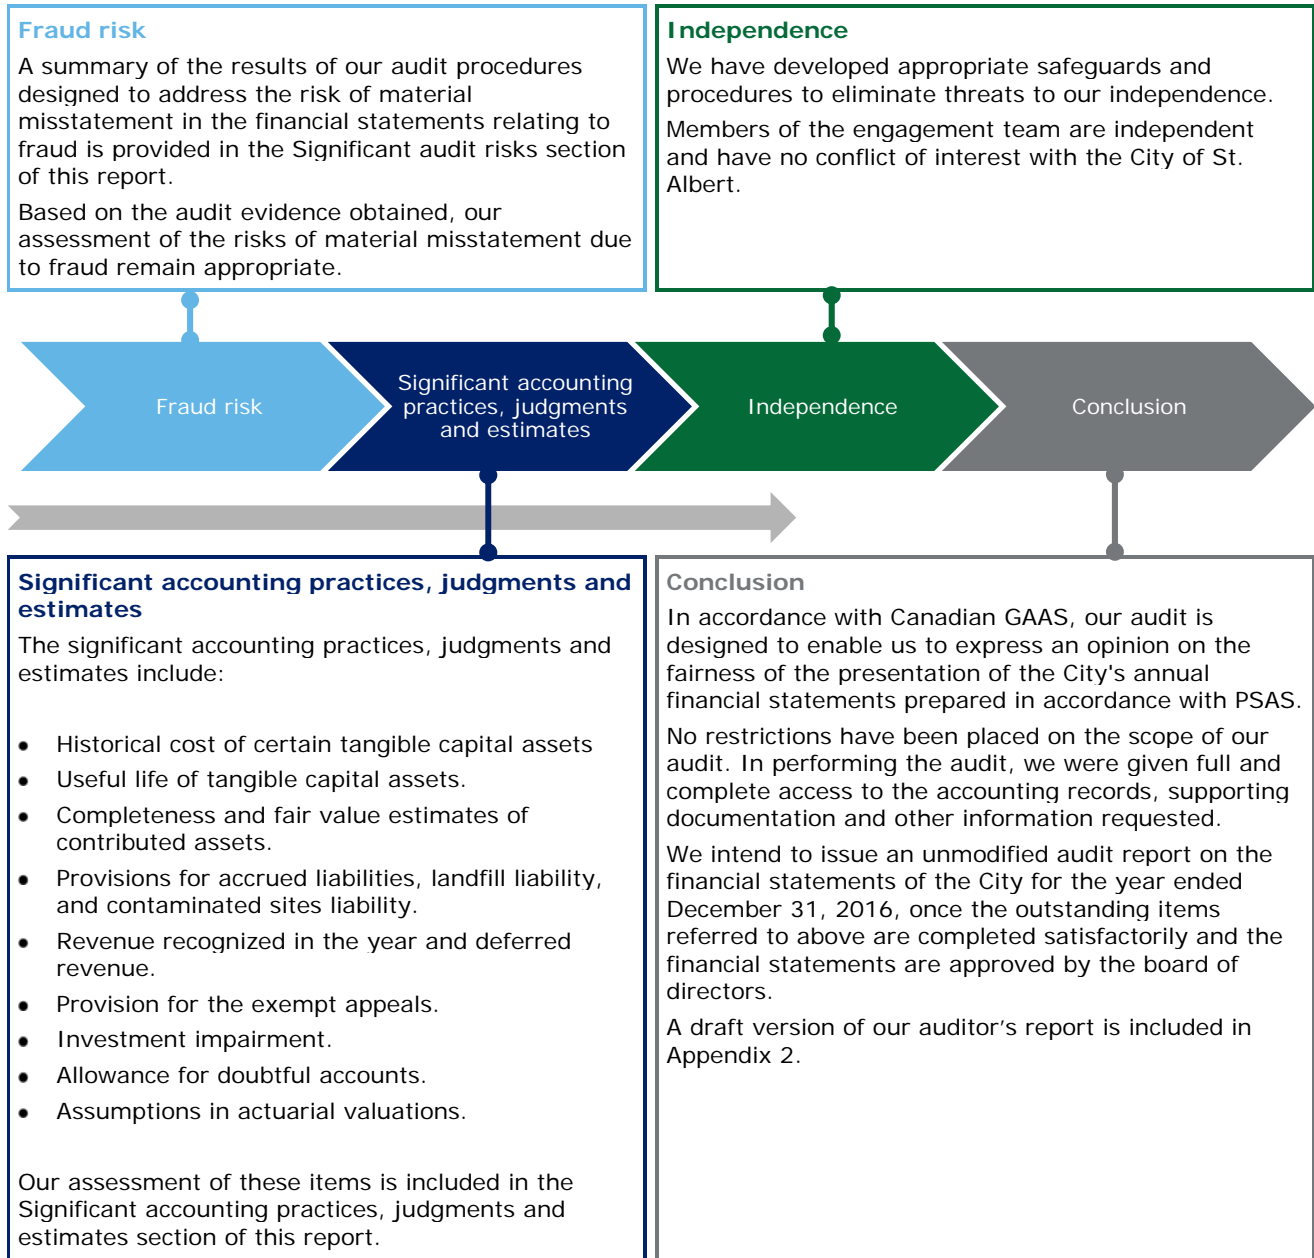 Fraud risk
A summary of the results of our audit procedures
designed to address the risk of material
misstatement in the financial statements relating to
fraud is provided in the Significant audit risks section
of this report.
Based on the audit evidence obtained, our
assessment of the risks of material misstatement due
to fraud remain appropriate.
Independence
We have developed appropriate safeguards and
procedures to eliminate threats to our independence.
Members of the engagement team are independent
and have no conflict of interest with the City of St.
Albert.
Fraud risk
Significant accounting
practices, judgments
and estimates
Independence
Conclusion
Significant accounting practices, judgments and
estimates
The significant accounting practices, judgments and
estimates include:
• Historical cost of certain tangible capital assets
• Useful life of tangible capital assets.
• Completeness and fair value estimates of
contributed assets.
• Provisions for accrued liabilities, landfill liability,
and contaminated sites liability.
• Revenue recognized in the year and deferred
revenue.
• Provision for the exempt appeals.
• Investment impairment.
• Allowance for doubtful accounts.
• Assumptions in actuarial valuations.
Our assessment of these items is included in the
Significant accounting practices, judgments and
estimates section of this report.
Conclusion
In accordance with Canadian GAAS, our audit is
designed to enable us to express an opinion on the
fairness of the presentation of the City's annual
financial statements prepared in accordance with PSAS.
No restrictions have been placed on the scope of our
audit. In performing the audit, we were given full and
complete access to the accounting records, supporting
documentation and other information requested.
We intend to issue an unmodified audit report on the
financial statements of the City for the year ended
December 31, 2016, once the outstanding items
referred to above are completed satisfactorily and the
financial statements are approved by the board of
directors.
A draft version of our auditor’s report is included in
Appendix 2.